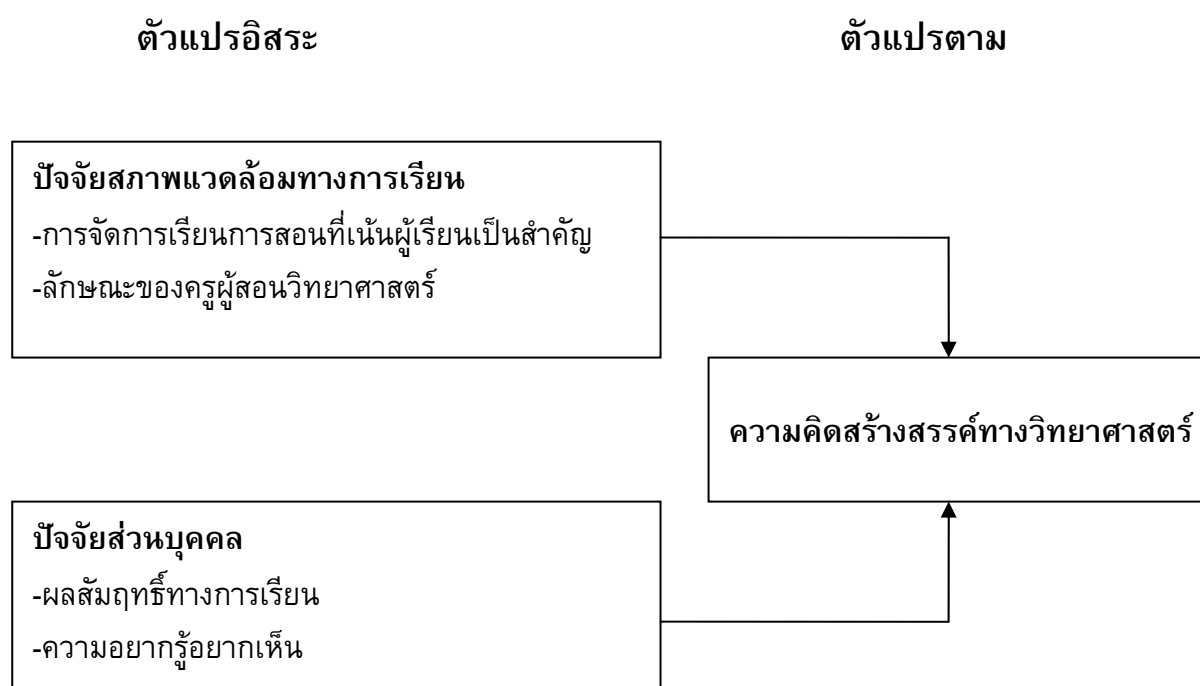 ตัวแปรอิสระ
ตัวแปรตาม
ปัจจัยสภาพแวดล้อมทางการเรียน
-การจัดการเรียนการสอนที่เน้นผู้เรียนเป็นสำคัญ
-ลักษณะของครูผู้สอนวิทยาศาสตร์
ความคิดสร้างสรรค์ทางวิทยาศาสตร์
ปัจจัยส่วนบุคคล
-ผลสัมฤทธิ์ทางการเรียน
-ความอยากรู้อยากเห็น